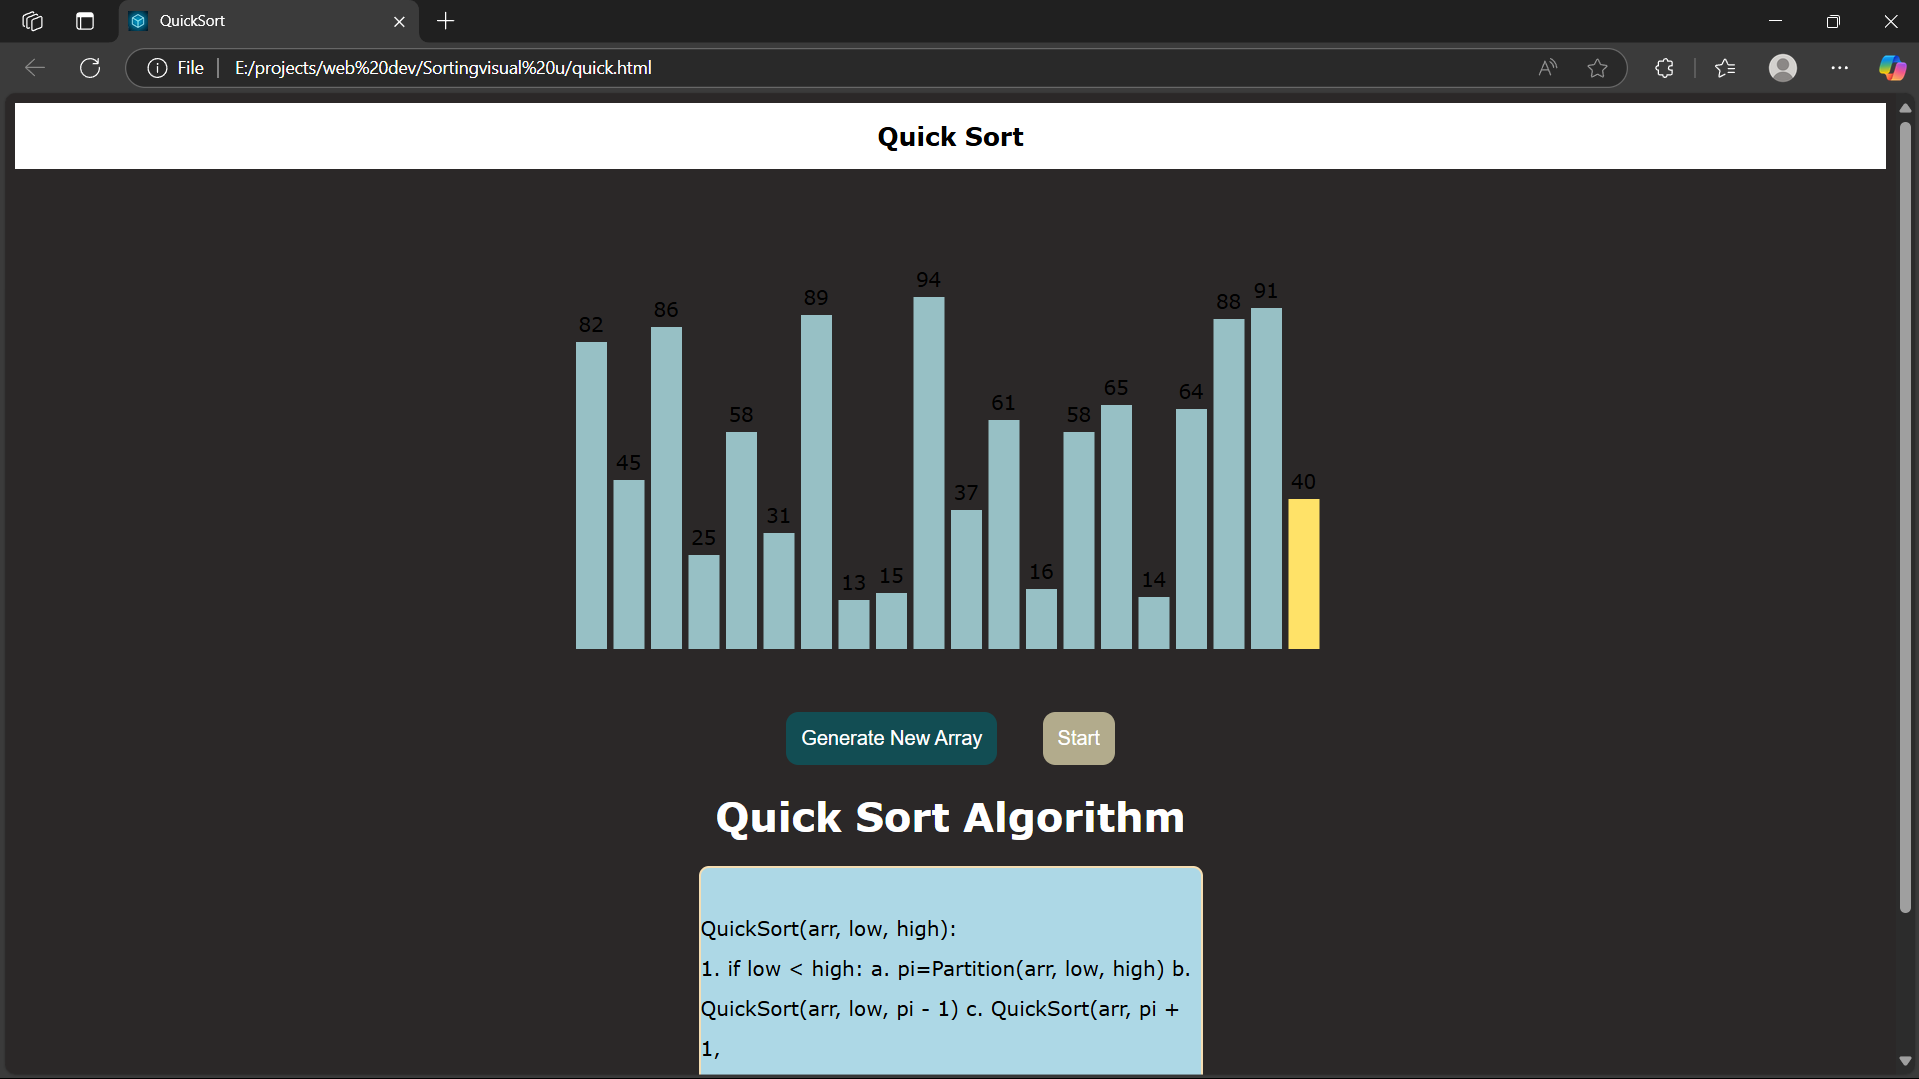 QuickSort
File
E:/projects/web%20dev/Sortingvisual%20u/quick.html
Quick Sort
82 45 86 25 58 31 89 13 15 94 37 61 16 58 65 14 64 88 91 40
Generate New Array
Start
Quick Sort Algorithm
QuickSort(arr, low, high):
1. if low < high: a. pi=Partition(arr, low, high) b.
QuickSort(arr, low, pi - 1) c. QuickSort(arr, pi +
1,